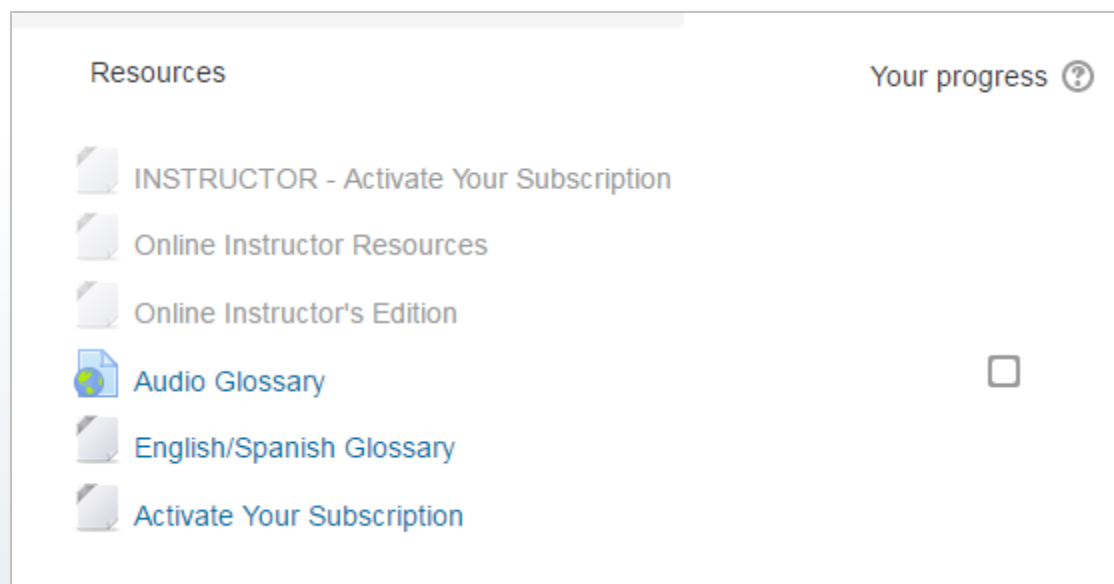 Resources
Your progress ?
INSTRUCTOR - Activate Your Subscription
Online Instructor Resources
Online Instructor's Edition
Audio Glossary
English/Spanish Glossary
Activate Your Subscription